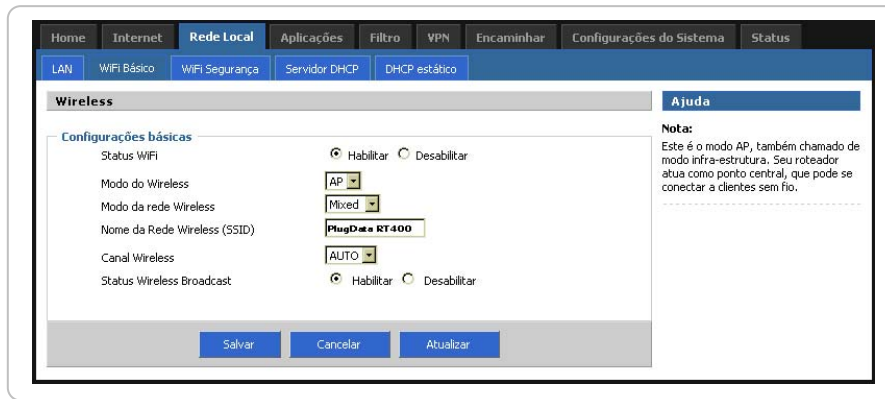 Home Internet Rede Local Aplicações Filtro VPN Encaminhar Configurações do Sistema Status
LAN WiFi Básico WiFi Segurança Servidor DHCP DHCP estático
Wireless
Configurações básicas
Status WiFi Habilitar Desabilitar
Modo do Wireless AP
Modo da rede Wireless Mixed
Nome da Rede Wireless (SSID) PlugData RT400
Canal Wireless AUTO
Status Wireless Broadcast Habilitar Desabilitar
Salvar Cancelar Atualizar
Ajuda
Nota:
Este é o modo AP, também chamado de
modo infra-estrutura. Seu roteador
atua como ponto central, que pode se
conectar a clientes sem fio.